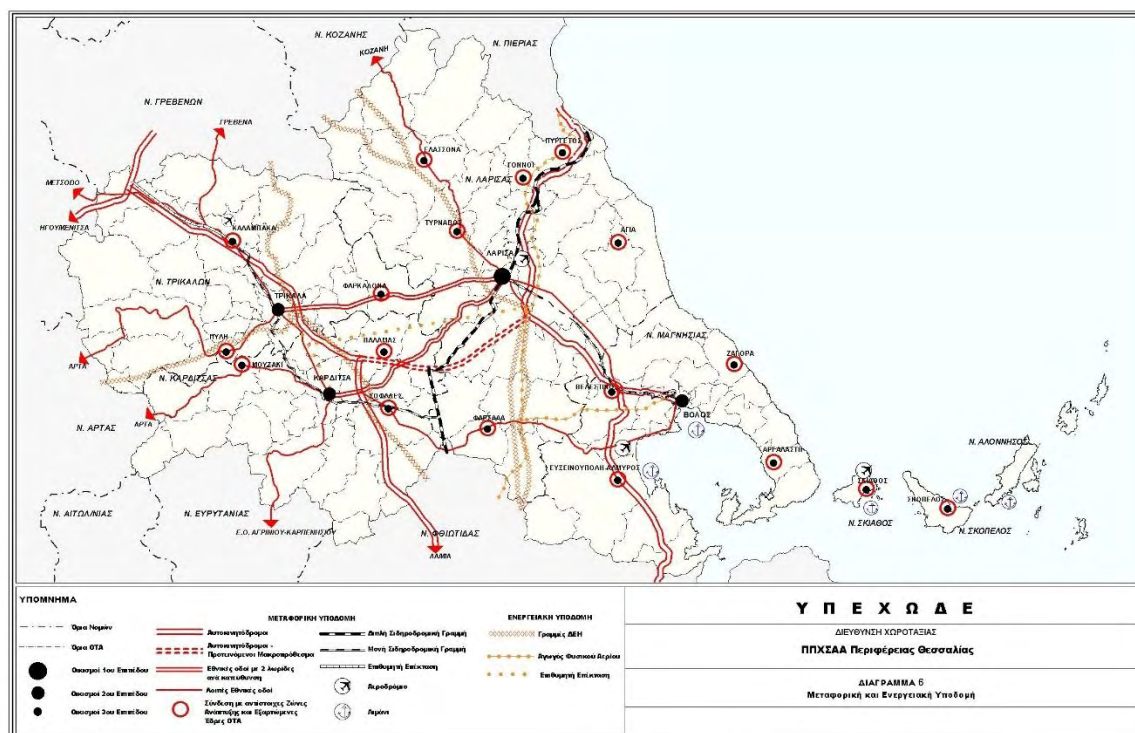 Ν. ΚΟΖΑΝΗΣ
Ν. ΠΙΕΡΙΑΣ
ΚΟΖΑΝΗ
Ν. ΓΡΕΒΕΝΩΝ
ΓΡΕΒΕΝΑ
ΠΥΡΓΕΤΟΣ
ΕΛΑΣΣΟΝΑ
ΓΟΝΝΟΙ
Ν. ΛΑΡΙΣΑΣ
ΜΕΤΣΟΒΟ
ΗΓΟΥΜΕΝΙΤΣΑ
ΚΑΛΑΜΠΑΚΑ
ΤΥΡΝΑΒΟΣ
ΑΓΙΑ
ΛΑΡΙΣΑ
Ν. ΤΡΙΚΑΛΩΝ
ΤΡΙΚΑΛΑ
ΦΑΡΚΑΔΟΝΑ
Ν. ΜΑΓΝΗΣΙΑΣ
ΠΥΛΗ
ΠΑΛΑΜΑΣ
ΖΑΓΟΡΑ
ΑΡΤΑ
ΜΟΥΖΑΚΙ
Ν. ΚΑΡΔΙΤΣΑΣ
ΚΑΡΔΙΤΣΑ
ΒΕΛΕΣΤΙΝΟ
ΣΟΦΑΔΕΣ
ΒΟΛΟΣ
ΑΡΤΑ
ΦΑΡΣΑΛΑ
Ν. ΑΡΤΑΣ
Ν. ΑΛΟΝΝΗΣΟΣ
ΑΡΓΑΛΑΣΤΗ
ΕΥΞΕΙΝΟΥΠΟΛΗ-ΑΛΜΥΡΟΣ
ΣΚΙΑΘΟΣ
ΣΚΟΠΕΛΟΣ
Ν. ΑΙΤΩΛ/ΝΙΑΣ
Ν. ΕΥΡΥΤΑΝΙΑΣ
Ν. ΣΚΙΑΘΟΣ
Ν. ΣΚΟΠΕΛΟΣ
Ε.Ο. ΑΓΡΙΝΙΟΥ-ΚΑΡΠΕΝΗΣΙΟΥ
Ν. ΦΘΙΩΤΙΔΑΣ
ΛΑΜΙΑ
ΥΠΟΜΝΗΜΑ
Όρια Νομών
Όρια ΟΤΑ
Οικισμοί 1ου Επιπέδου
Οικισμοί 2ου Επιπέδου
Οικισμοί 3ου Επιπέδου
ΜΕΤΑΦΟΡΙΚΗ ΥΠΟΔΟΜΗ
Αυτοκινητόδρομοι
Αυτοκινητόδρομοι -
Προτεινόμενοι Μακροπρόθεσμα
Εθνικές οδοί με 2 λωρίδες
ανά κατεύθυνση
Λοιπές Εθνικές οδοί
Σύνδεση με αντίστοιχες Ζώνες
Ανάπτυξης και Εξαρτώμενες
Έδρες ΟΤΑ
Διπλή Σιδηροδρομική Γραμμή
Μονή Σιδηροδρομική Γραμμή
Επιθυμητή Επέκταση
Αεροδρόμιο
Λιμάνι
ΕΝΕΡΓΕΙΑΚΗ ΥΠΟΔΟΜΗ
Γραμμές ΔΕΗ
Αγωγός Φυσικού Αερίου
Επιθυμητή Επέκταση
Υ Π Ε Χ Ω Δ Ε
ΔΙΕΥΘΥΝΣΗ ΧΩΡΟΤΑΞΙΑΣ
ΠΠΧΣΑΑ Περιφέρειας Θεσσαλίας
ΔΙΑΓΡΑΜΜΑ 6
Μεταφορική και Ενεργειακή Υποδομή